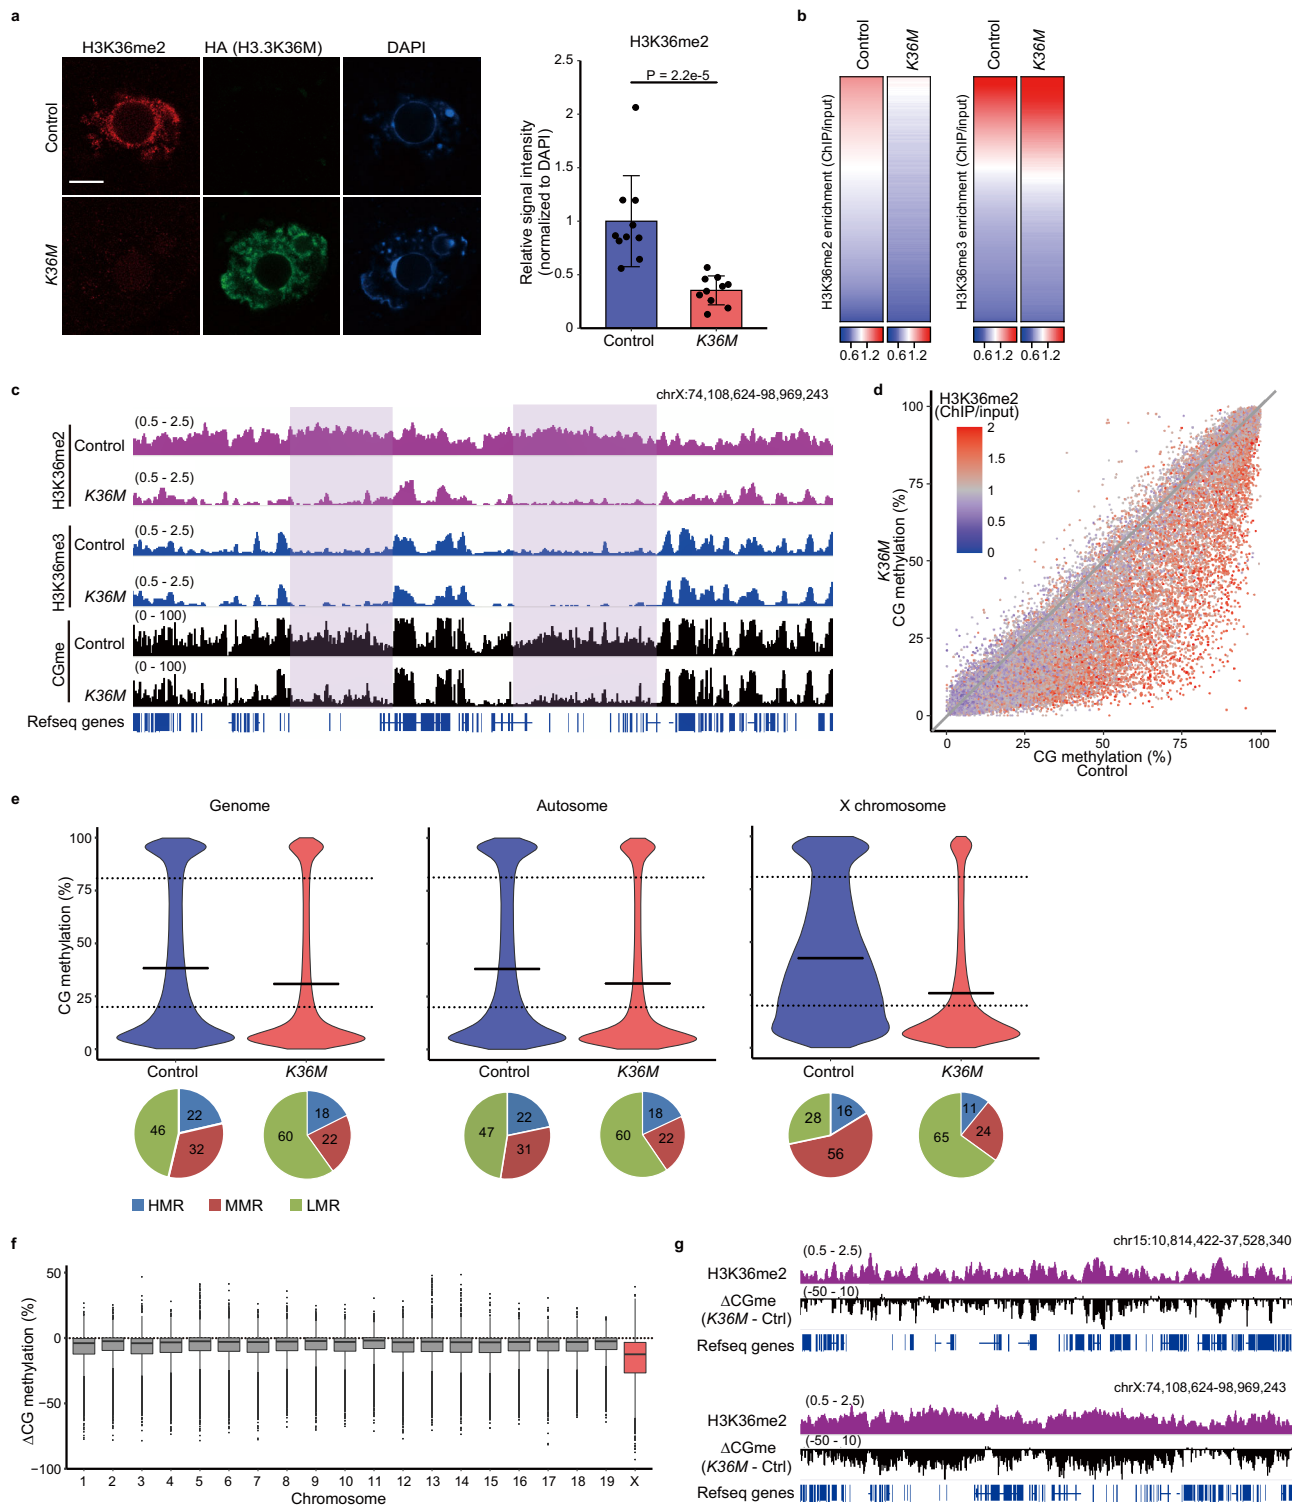 a
H3K36me2
HA (H3.3K36M)
DAPI
Control
K36M
H3K36me2
P = 2.2e-5
Relative signal intensity
(normalized to DAPI)
2.5
2
1.5
1
0.5
0
Control
K36M
b
Control
K36M
Control
K36M
H3K36me2 enrichment (ChIP/input)
H3K36me3 enrichment (ChIP/input)
0.6 1.2
0.6 1.2
0.6 1.2
0.6 1.2
c
chrX:74,108,624-98,969,243
H3K36me2
Control
(0.5 - 2.5)
K36M
(0.5 - 2.5)
H3K36me3
Control
(0.5 - 2.5)
K36M
(0.5 - 2.5)
CGme
Control
(0 - 100)
K36M
(0 - 100)
Refseq genes
d
H3K36me2
(ChIP/input)
2
1.5
1
0.5
0
K36M
CG methylation (%)
100
75
50
25
0
0 25 50 75 100
CG methylation (%)
Control
e
Genome
Autosome
X chromosome
CG methylation (%)
100
75
50
25
0
Control
K36M
Control
K36M
Control
K36M
46 22 32
60 18 22
47 22 31
60 18 22
28 16 56
65 11 24
HMR
MMR
LMR
f
ΔCG methylation (%)
50
0
−50
−100
1 2 3 4 5 6 7 8 9 10 11 12 13 14 15 16 17 18 19 X
Chromosome
g
chr15:10,814,422-37,528,340
(0.5 - 2.5)
H3K36me2
(-50 - 10)
ΔCGme
(K36M - Ctrl)
Refseq genes
chrX:74,108,624-98,969,243
(0.5 - 2.5)
H3K36me2
(-50 - 10)
ΔCGme
(K36M - Ctrl)
Refseq genes